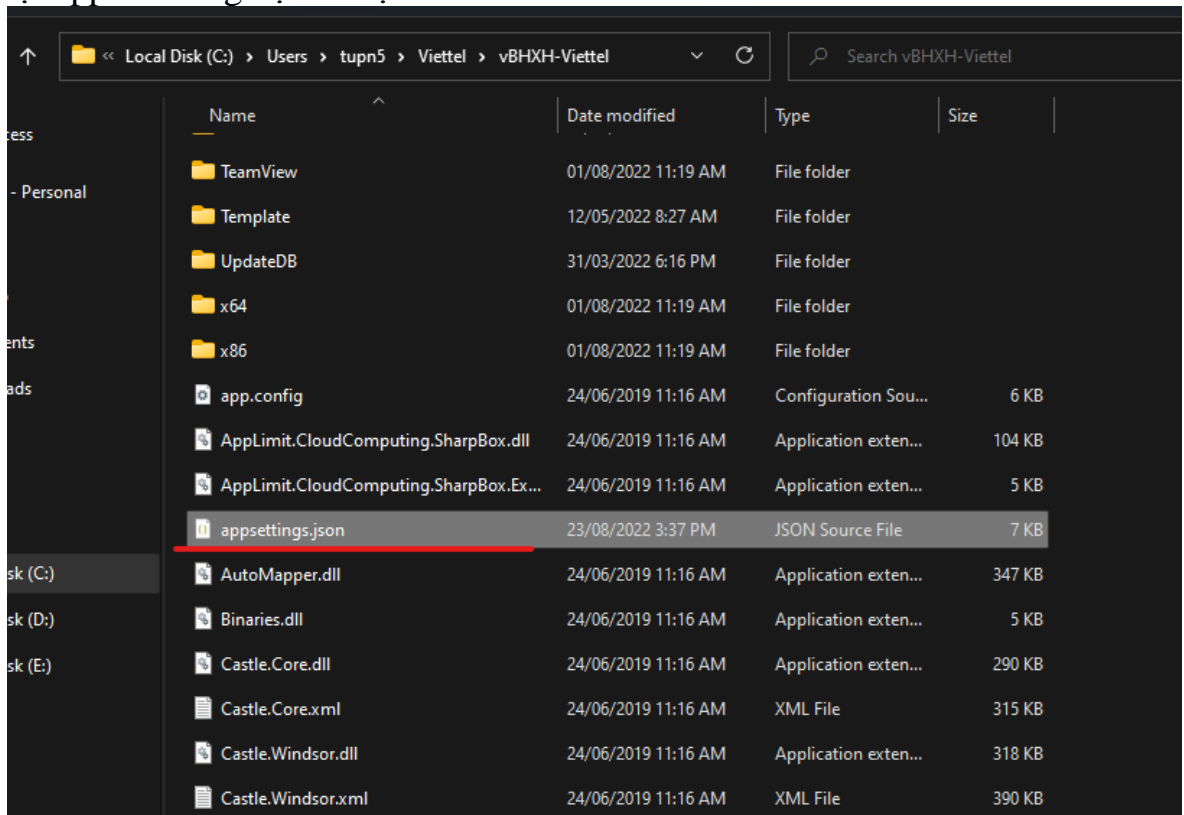 « Local Disk (C:) › Users › tupn5 › Viettel › vBHXH-Viettel
Search vBHXH-Viettel
Name Date modified Type Size
TeamView 01/08/2022 11:19 AM File folder
- Personal
Template 12/05/2022 8:27 AM File folder
UpdateDB 31/03/2022 6:16 PM File folder
x64 01/08/2022 11:19 AM File folder
x86 01/08/2022 11:19 AM File folder
app.config 24/06/2019 11:16 AM Configuration Sou... 6 KB
AppLimit.CloudComputing.SharpBox.dll 24/06/2019 11:16 AM Application exten... 104 KB
AppLimit.CloudComputing.SharpBox.Ex... 24/06/2019 11:16 AM Application exten... 5 KB
appsettings.json 23/08/2022 3:37 PM JSON Source File 7 KB
sk (C:) AutoMapper.dll 24/06/2019 11:16 AM Application exten... 347 KB
sk (D:) Binaries.dll 24/06/2019 11:16 AM Application exten... 5 KB
sk (E:) Castle.Core.dll 24/06/2019 11:16 AM Application exten... 290 KB
Castle.Core.xml 24/06/2019 11:16 AM XML File 315 KB
Castle.Windsor.dll 24/06/2019 11:16 AM Application exten... 318 KB
Castle.Windsor.xml 24/06/2019 11:16 AM XML File 390 KB